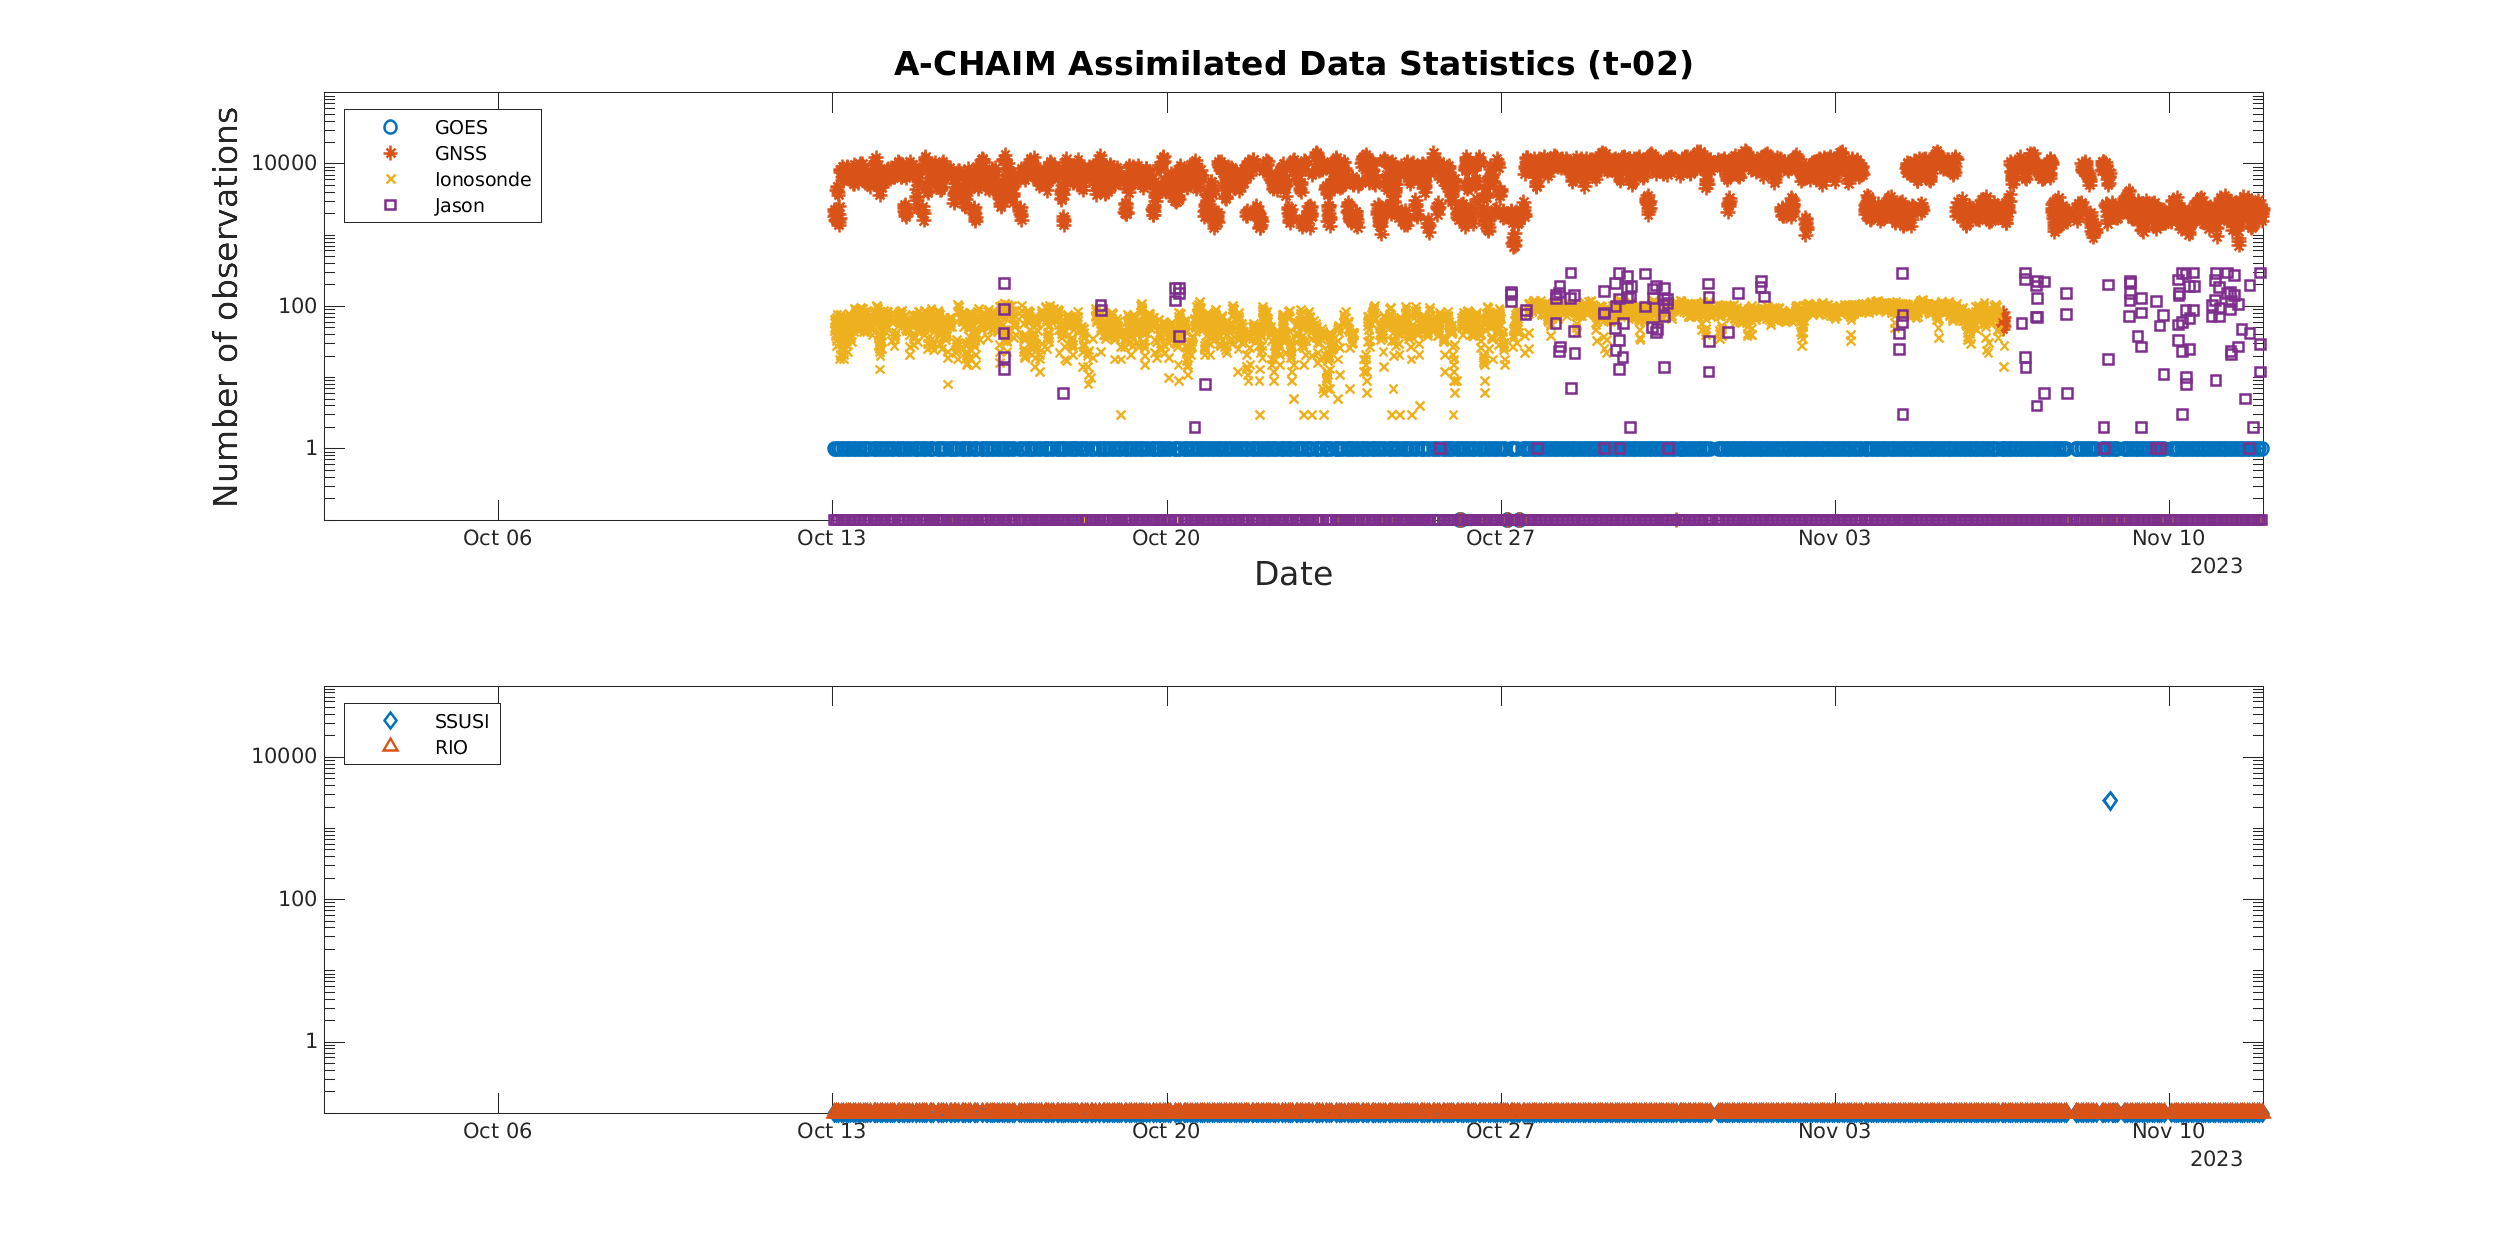 A-CHAIM Assimilated Data Statistics (t-02)
GOES
GNSS
Ionosonde
Jason
Number of observations
10000
100
1
Oct 06
Oct 13
Oct 20
Oct 27
Nov 03
Nov 10
2023
Date
SSUSI
RIO
10000
100
1
Oct 06
Oct 13
Oct 20
Oct 27
Nov 03
Nov 10
2023